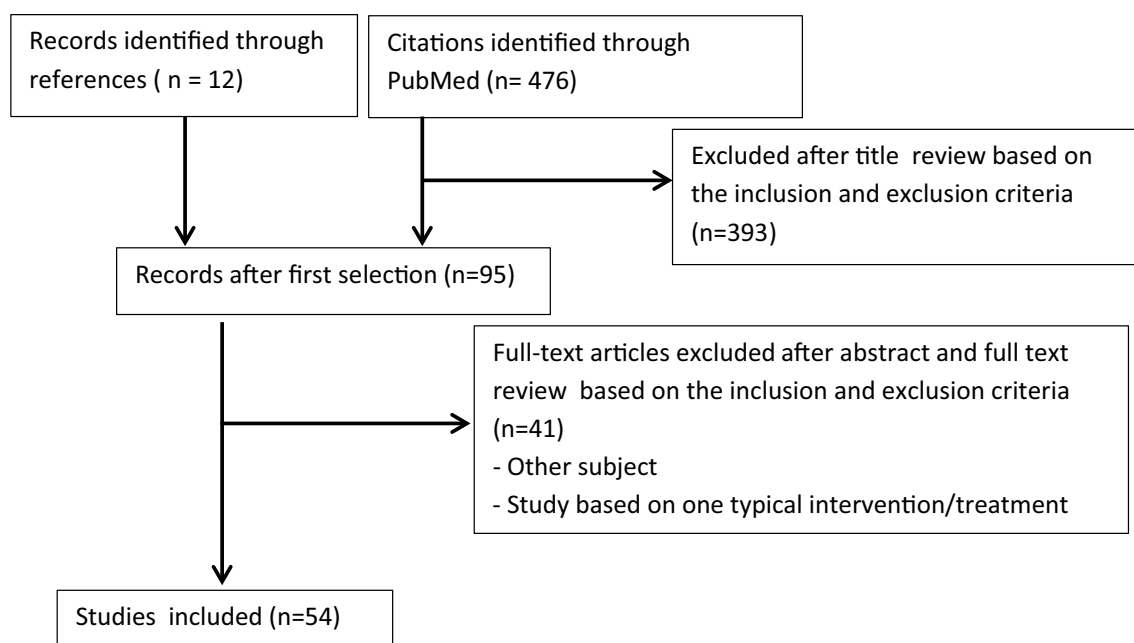 Records identified through
references ( n = 12)
Citations identified through
PubMed (n= 476)
Excluded after title  review based on
the inclusion and exclusion criteria
(n=393)
Records after first selection (n=95)
Full-text articles excluded after abstract and full text
review  based on the inclusion and exclusion criteria
(n=41)
- Other subject
- Study based on one typical intervention/treatment
Studies  included (n=54)